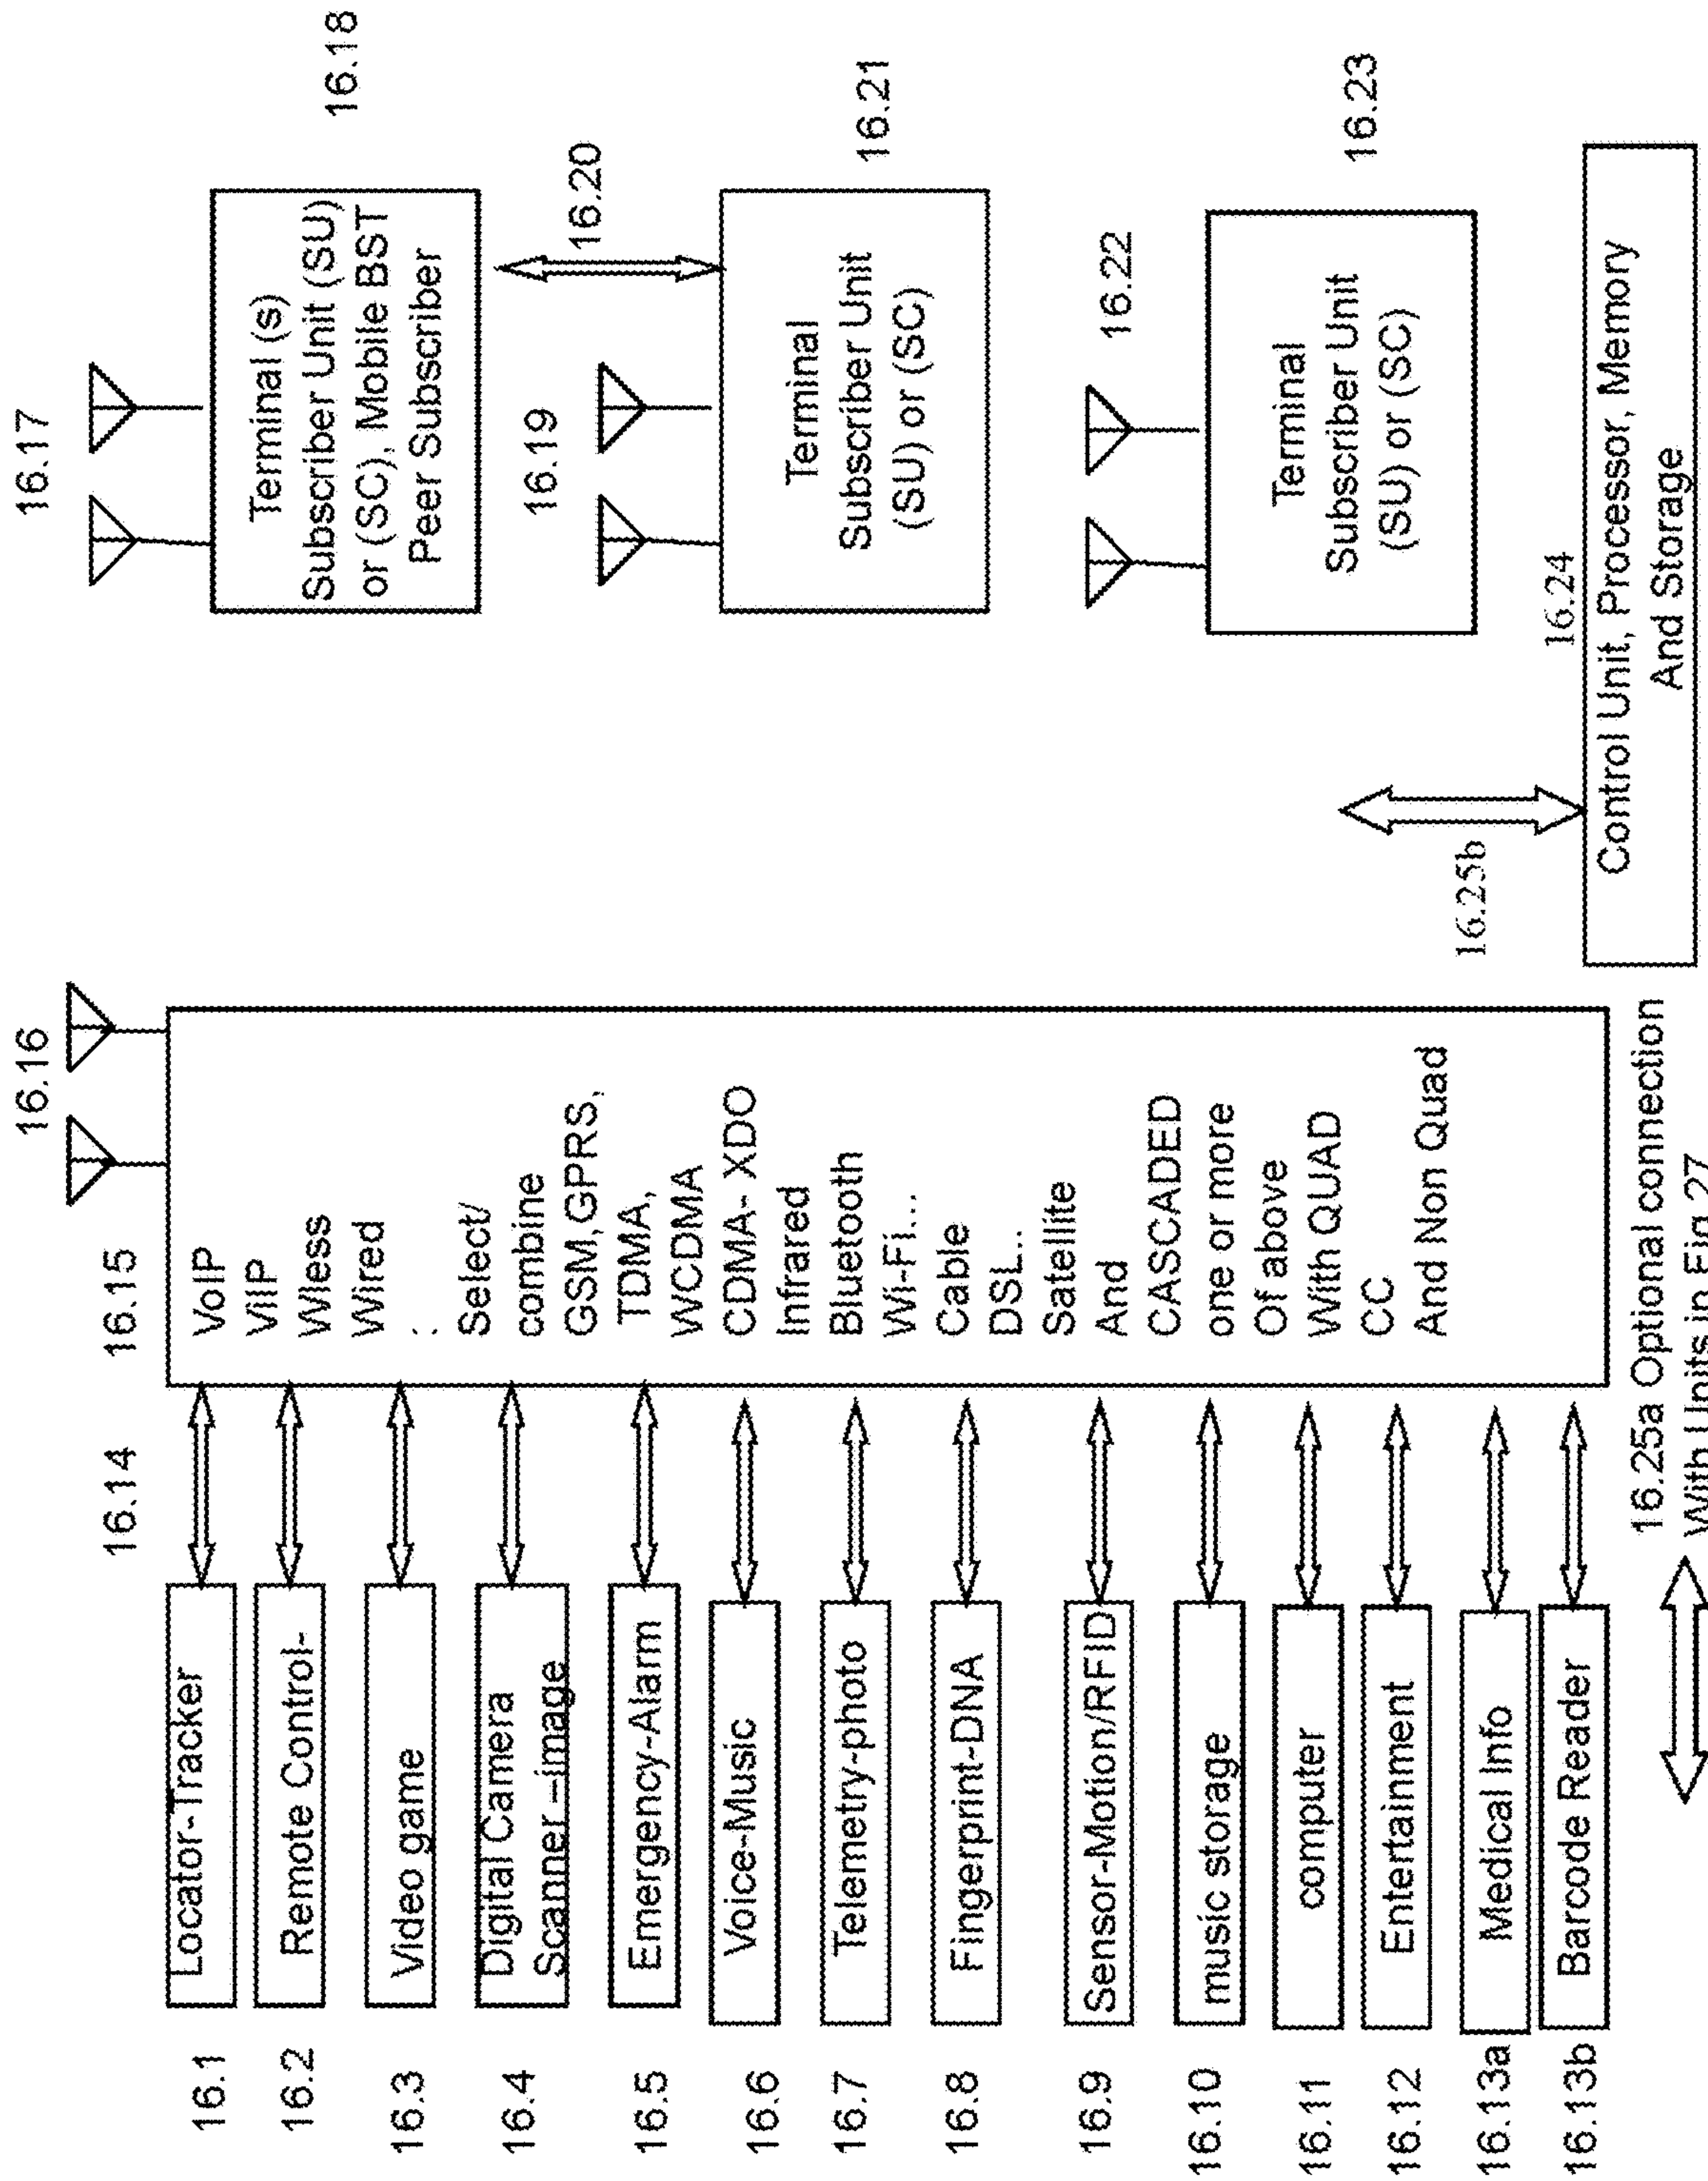 16.1
Locator-Tracker
16.2
Remote Control-
16.3
Video game
16.4
Digital Camera
Scanner –image
16.5
Emergency-Alarm
16.6
Voice-Music
16.7
Telemetry-photo
16.8
Fingerprint-DNA
16.9
Sensor-Motion/RFID
16.10
music storage
16.11
computer
16.12
Entertainment
16.13a
Medical Info
16.13b
Barcode Reader
16.14
16.15
16.16
VoIP
ViIP
Wless
Wired
:
Select/
combine
GSM,GPRS,
TDMA,
WCDMA
CDMA- XDO
Infrared
Bluetooth
Wi-Fi...
Cable
DSL..
Satellite
And
CASCADED
one or more
Of above
With QUAD
CC
And Non Quad
16.25a Optional connection
With Units in Fig.27
16.17
Terminal (s)
Subscriber Unit (SU)
or (SC), Mobile BST
Peer Subscriber
16.18
16.19
16.20
Terminal
Subscriber Unit
(SU) or (SC)
16.21
16.22
Terminal
Subscriber Unit
(SU) or (SC)
16.23
16.25b
16.24
Control Unit, Processor, Memory
And Storage